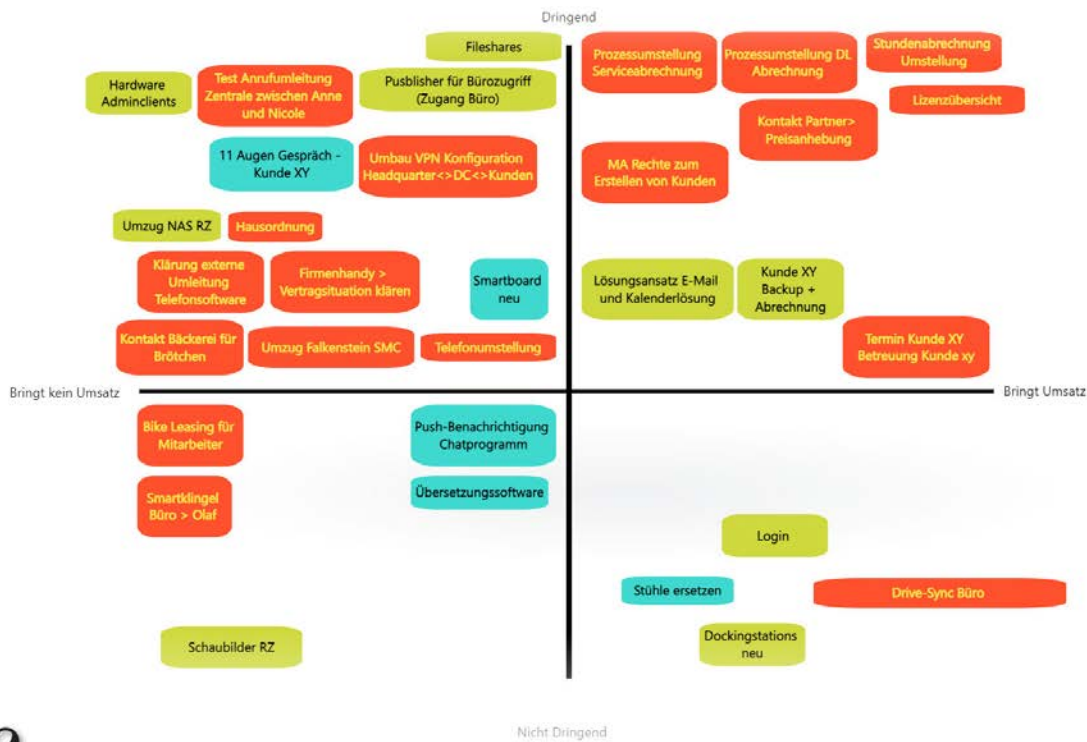 Dringend
Fileshares
Hardware
Adminclients
Test Anrufumleitung
Zentrale zwischen Anne
und Nicole
Pusblisher für Bürozugriff
(Zugang Büro)
11 Augen Gespräch -
Kunde XY
Umbau VPN Konfiguration
Headquarter<>DC<>Kunden
Umzug NAS RZ
Hausordnung
Klärung externe
Umleitung
Telefonsoftware
Firmenhandy >
Vertragsituation klären
Smartboard
neu
Kontakt Bäckerei für
Brötchen
Umzug Falkenstein SMC
Telefonumstellung
Prozessumstellung
Serviceabrechnung
Prozessumstellung DL
Abrechnung
Stundenabrechnung
Umstellung
Lizenzübersicht
Kontakt Partner>
Preisanhebung
MA Rechte zum
Erstellen von Kunden
Lösungsansatz E-Mail
und Kalenderlösung
Kunde XY
Backup +
Abrechnung
Termin Kunde XY
Betreuung Kunde xy
Bringt kein Umsatz
Bringt Umsatz
Bike Leasing für
Mitarbeiter
Push-Benachrichtigung
Chatprogramm
Smartklingel
Büro > Olaf
Übersetzungssoftware
Schaubilder RZ
Login
Stühle ersetzen
Drive-Sync Büro
Dockingstations
neu
Nicht Dringend